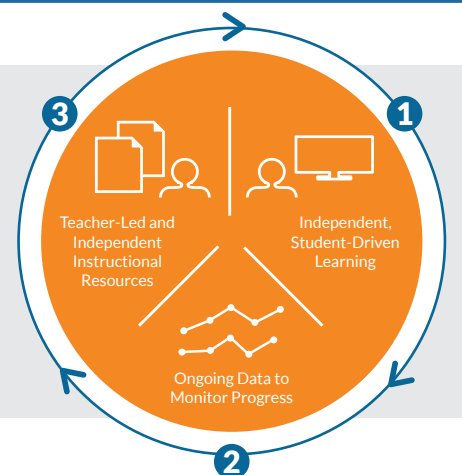 3
1
Teacher-Led and
Independent
Instructional
Resources
Independent,
Student-Driven
Learning
Ongoing Data to
Monitor Progress
2